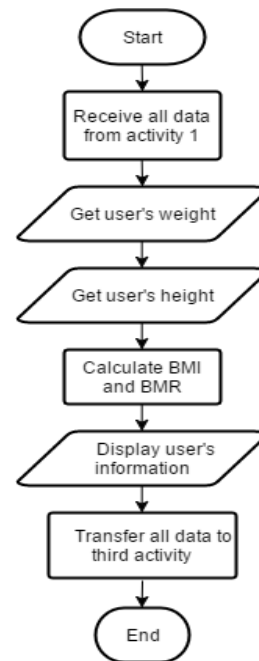 Start
Receive all data
from activity 1
Get user's weight
Get user's height
Calculate BMI
and BMR
Display user's
information
Transfer all data to
third activity
End